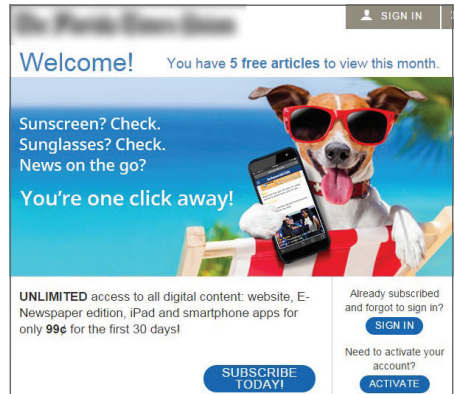 SIGN IN
Welcome!
You have 5 free articles to view this month.
Sunscreen? Check.
Sunglasses? Check.
News on the go?
You're one click away!
UNLIMITED access to all digital content: website, E-
Newspaper edition, iPad and smartphone apps for
only 99¢ for the first 30 days!
SUBSCRIBE
TODAY!
Already subscribed
and forgot to sign in?
SIGN IN
Need to activate your
account?
ACTIVATE